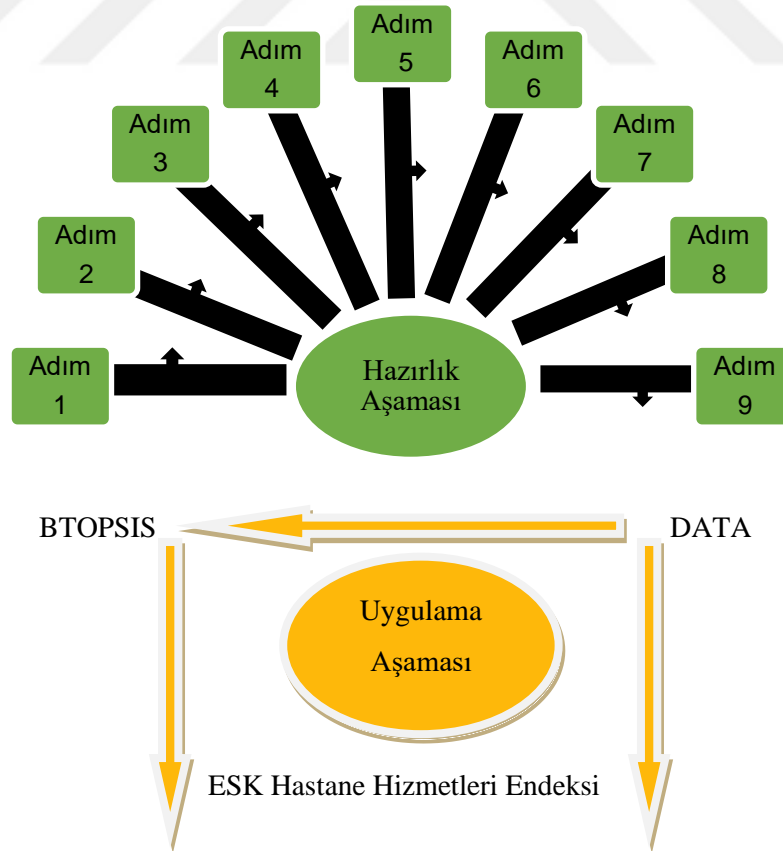 Adım
1
Adım
2
Adım
3
Adım
4
Adım
5
Adım
6
Adım
7
Adım
8
Adım
9
Hazırlık
Aşaması
BTOPSIS
DATA
Uygulama
Aşaması
ESK Hastane Hizmetleri Endeksi